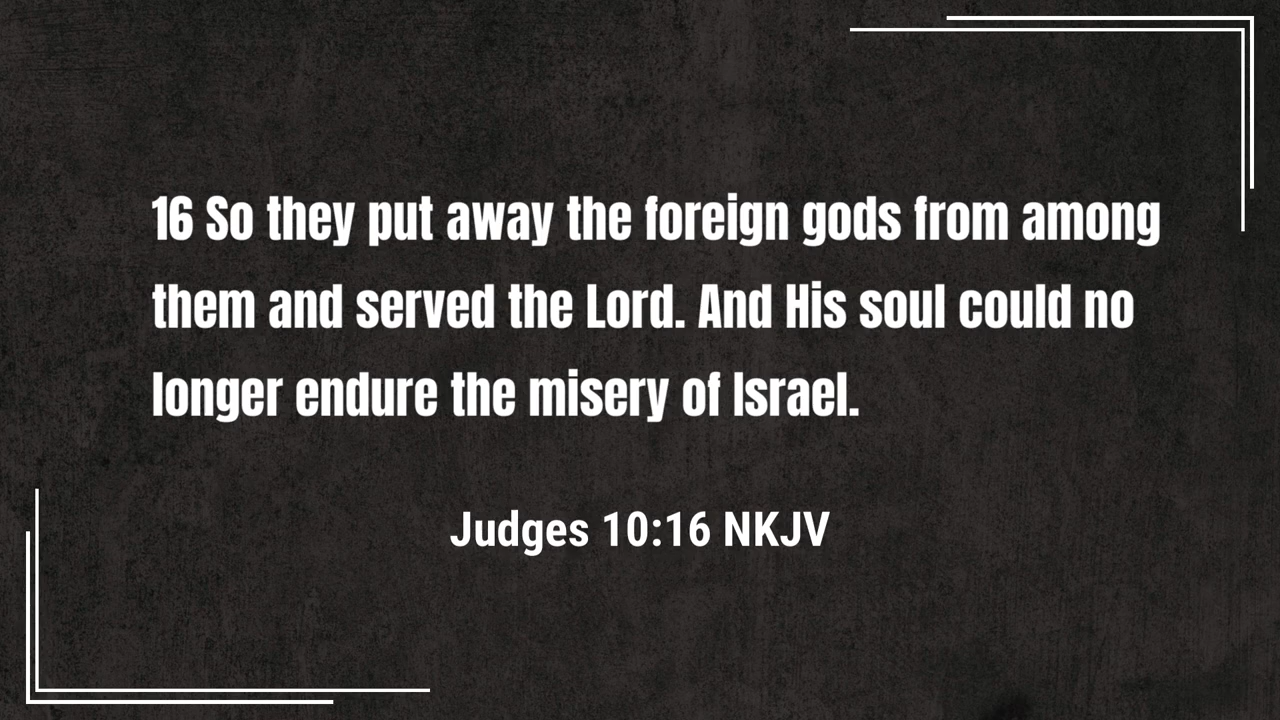 16 So they put away the foreign gods from among
them and served the Lord. And His soul could no
longer endure the misery of Israel.
Judges 10:16 NKJV